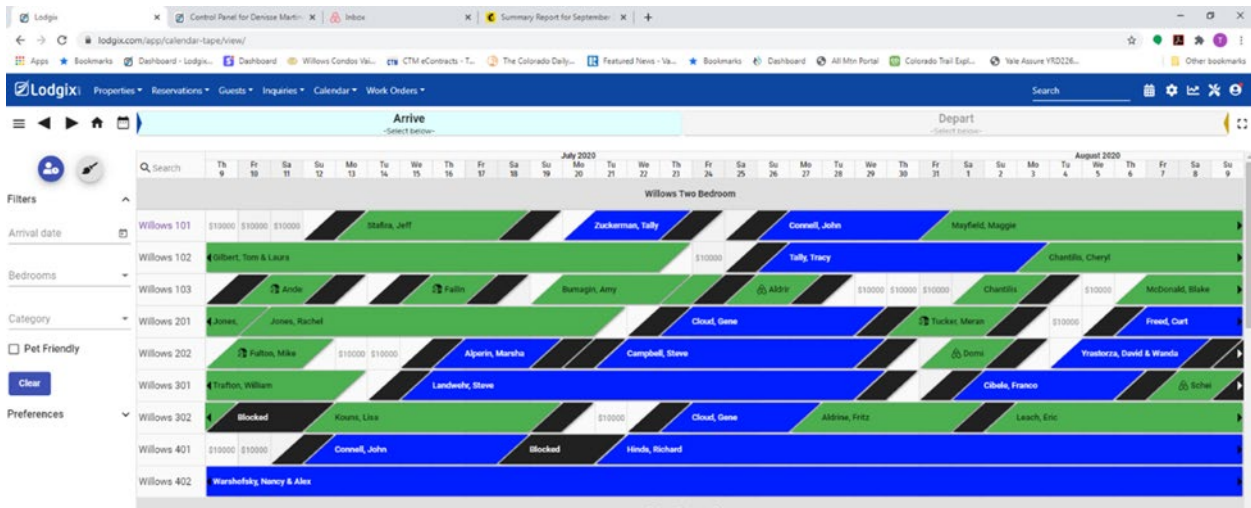 Lodgix
Control Panel for Denisse Martin
Inbox
Summary Report for September
lodgix.com/app/calendar-tape/view/
Apps Bookmarks Dashboard - Lodgix... Dashboard Willows Condos Vai... CTM eContracts - T... The Colorado Daily... Featured News - Va... Bookmarks Dashboard All Mtn Portal Colorado Trail Expl... Yale Assure YRD226... Other bookmarks
Lodgix Properties Reservations Guests Inquiries Calendar Work Orders Search
Arrive Depart
-Select below- -Select below-
July 2020 August 2020
Search Th Fr Sa Su Mo Tu We Th Fr Sa Su Mo Tu We Th Fr Sa Su Mo Tu We Th Fr Sa Su Mo Tu We Th Fr Sa Su
9 10 11 12 13 14 15 16 17 18 19 20 21 22 23 24 25 26 27 28 29 30 31 1 2 3 4 5 6 7 8 9
Filters
Arrival date
Bedrooms
Category
Pet Friendly
Clear
Preferences
Willows Two Bedroom
Willows 101 $10000 $10000 $10000 Zuckerman, Tally Connell, John Mayfield, Maggie
Willows 102 Gilbert, Tom & Laura $10000 Tally, Tracy Chantilis, Cheryl
Willows 103 Ande Fallin Bumagin, Amy Aldrir $10000 $10000 $10000 Chantilis $10000 McDonald, Blake
Willows 201 Jones, Jones, Rachel Cloud, Gene Tucker, Meran $10000 Freed, Curt
Willows 202 Fulton, Mike $10000 $10000 Alperin, Marsha Campbell, Steve Demi Yrastorza, David & Wanda
Willows 301 Trafton, William Landwehr, Steve Cibele, Franco Schei
Willows 302 Blocked Kouns, Lisa $10000 Cloud, Gene Aldrise, Fritz Leach, Eric
Willows 401 $10000 $10000 Connell, John Blocked Hinds, Richard
Willows 402 Warshofsky, Nancy & Alex